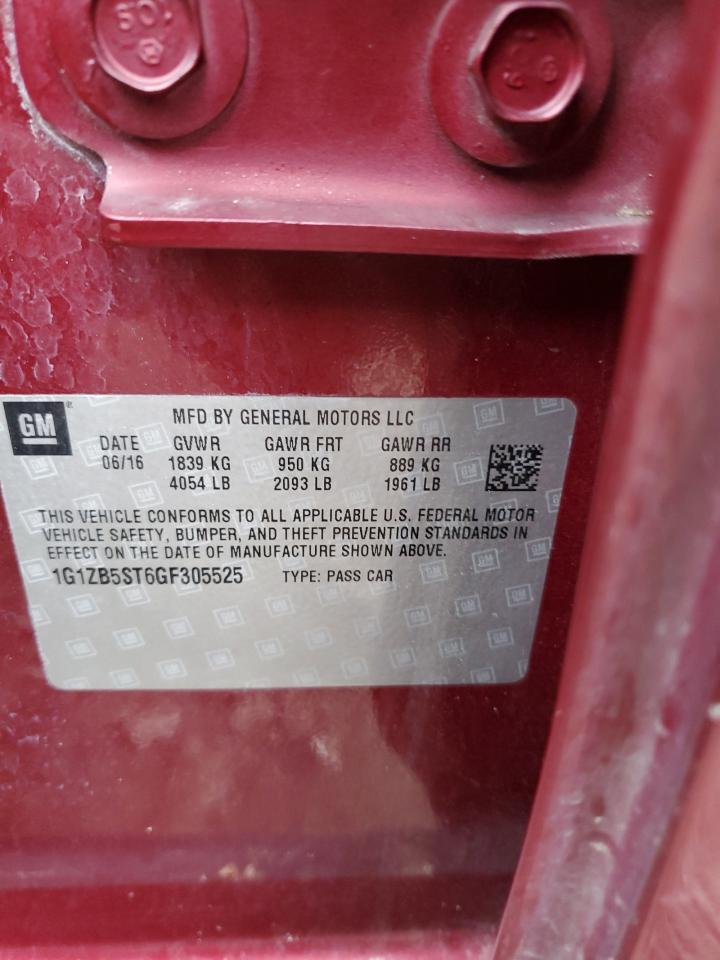 GM
MFD BY GENERAL MOTORS LLC
DATE GVWR GAWR FRT GAWR RR
06/16 1839 KG 950 KG 889 KG
4054 LB 2093 LB 1961 LB
THIS VEHICLE CONFORMS TO ALL APPLICABLE U.S. FEDERAL MOTOR
VEHICLE SAFETY, BUMPER, AND THEFT PREVENTION STANDARDS IN
EFFECT ON THE DATE OF MANUFACTURE SHOWN ABOVE.
1G1ZB5ST6GF305525 TYPE: PASS CAR